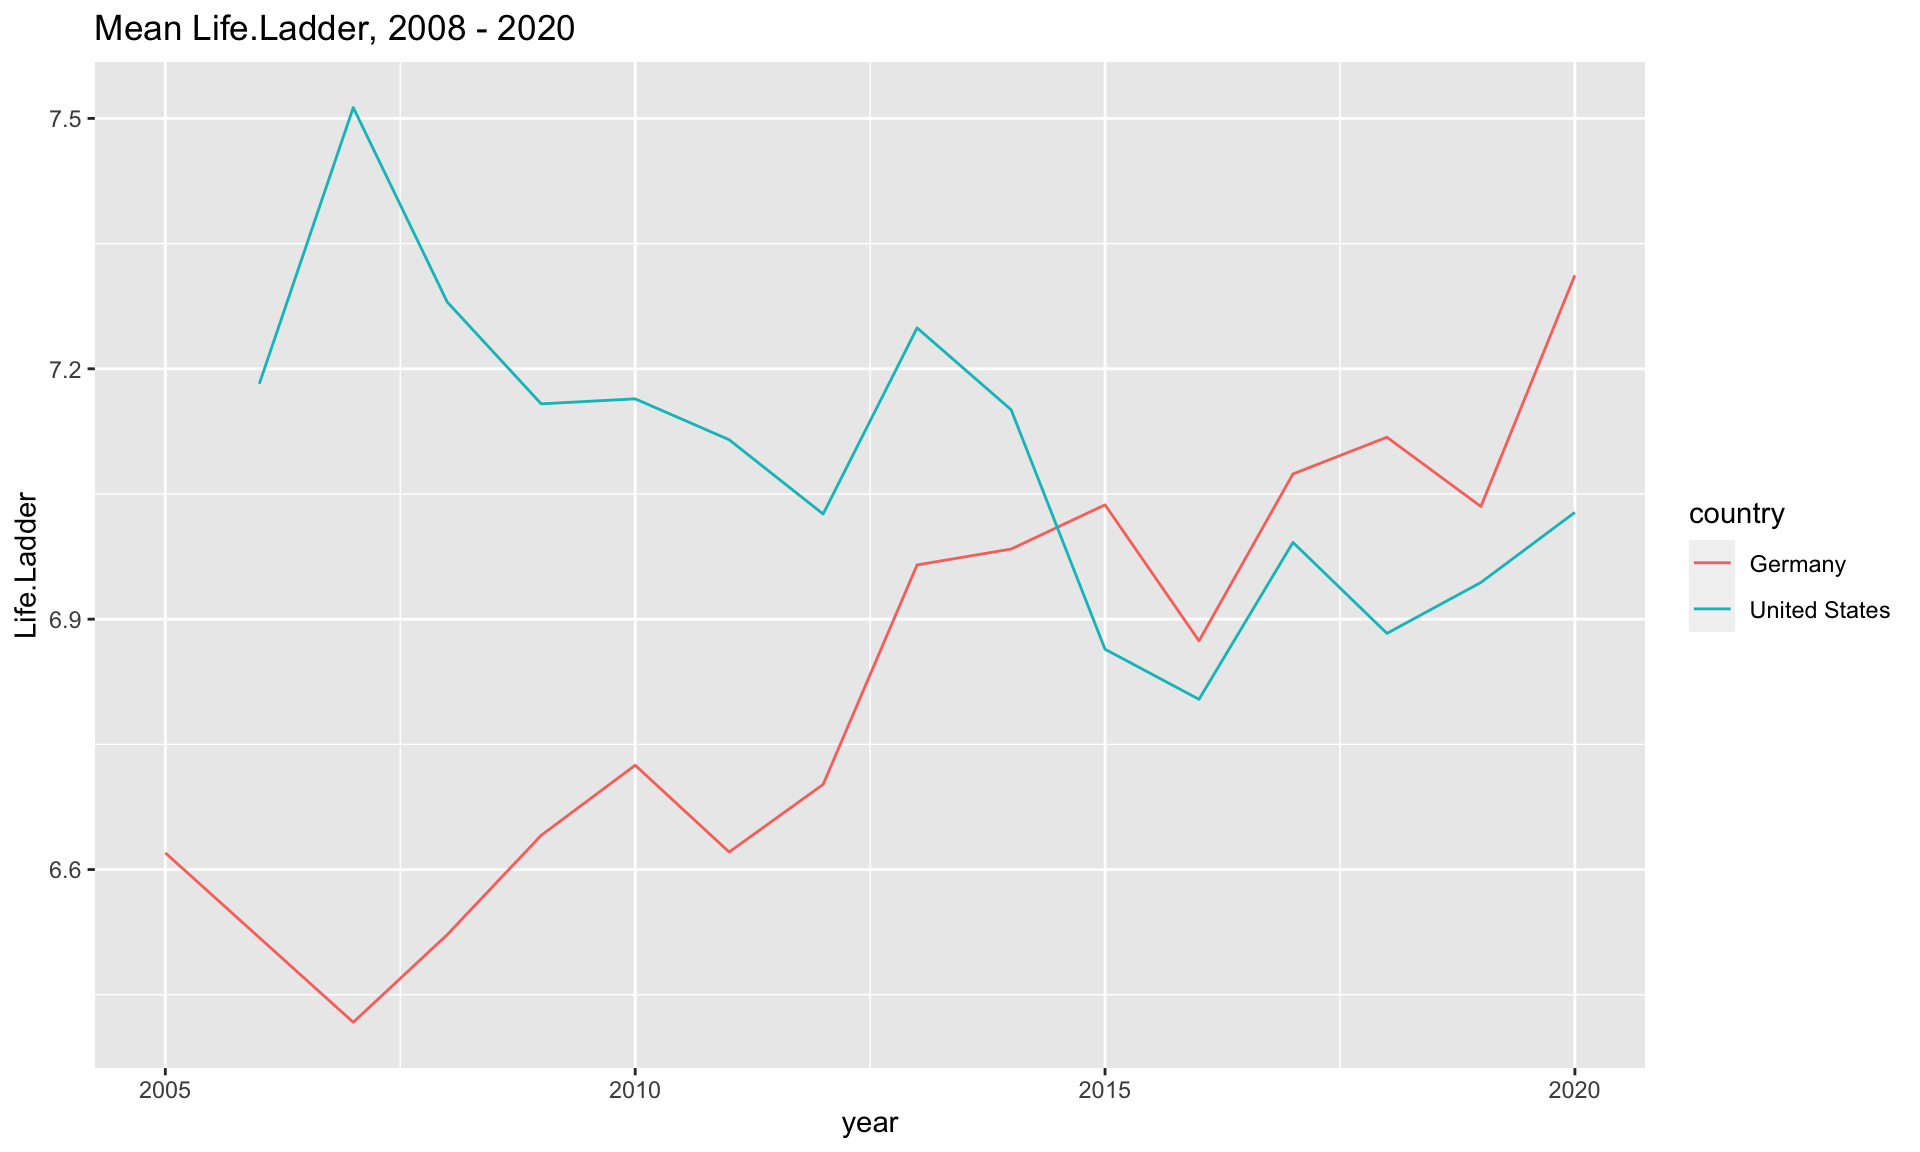 Mean Life.Ladder, 2008 - 2020
Life.Ladder
7.5
7.2
6.9
6.6
2005
2010
2015
2020
year
country
Germany
United States